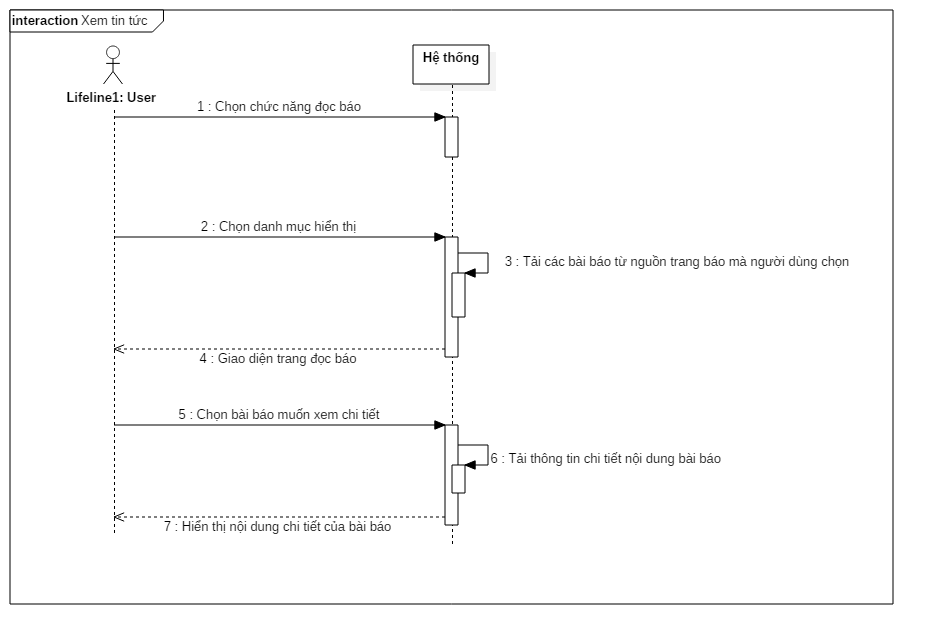 interaction Xem tin tức
Hệ thống
Lifeline1: User
1 : Chọn chức năng đọc báo
2 : Chọn danh mục hiển thị
3 : Tải các bài báo từ nguồn trang báo mà người dùng chọn
4 : Giao diện trang đọc báo
5 : Chọn bài báo muốn xem chi tiết
6 : Tải thông tin chi tiết nội dung bài báo
7 : Hiển thị nội dung chi tiết của bài báo